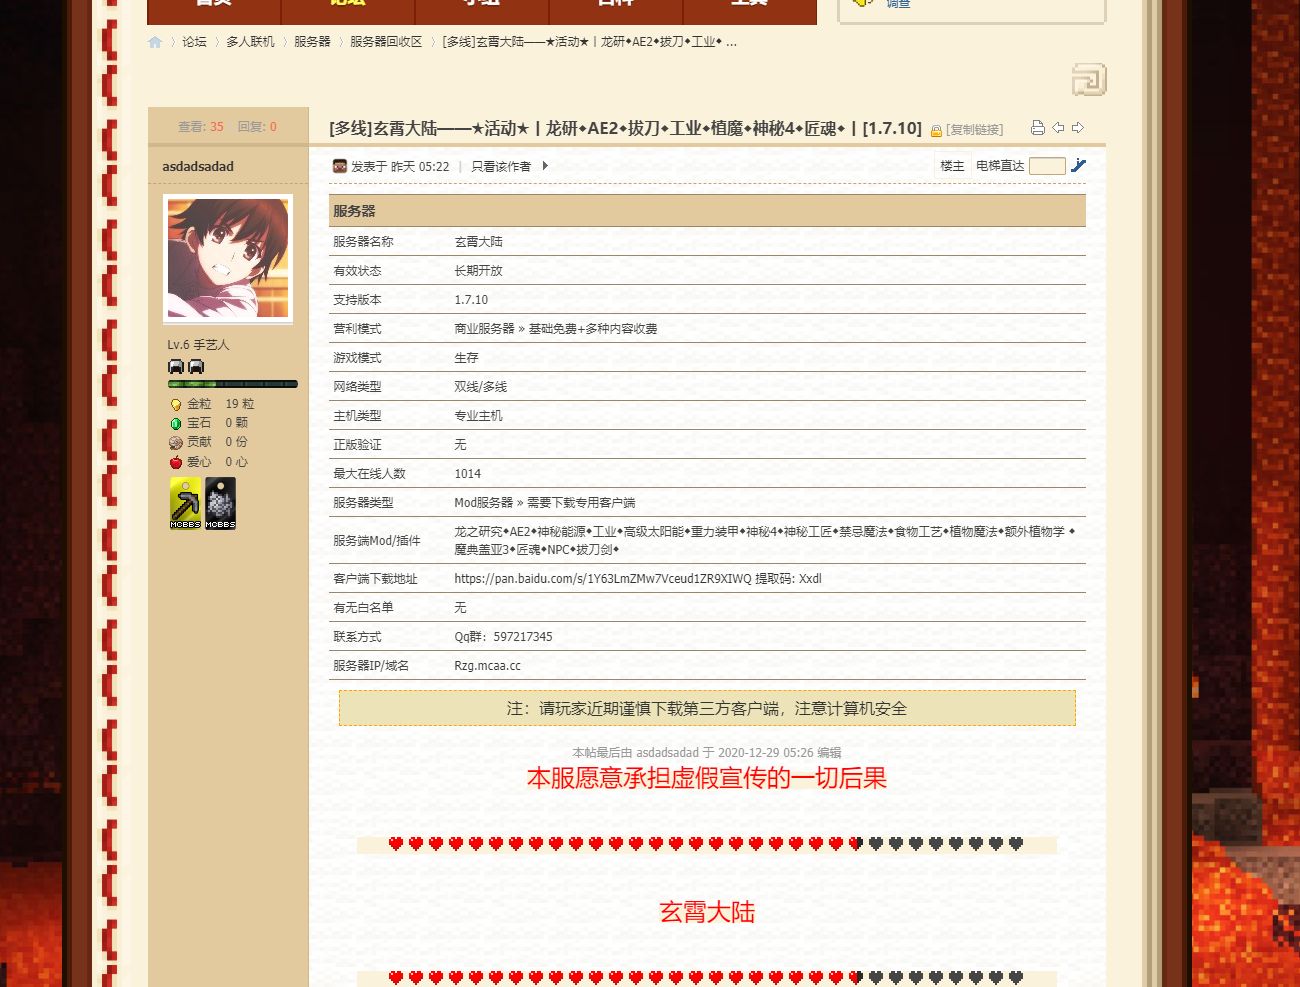 首页 论坛 小组 百科 工具
调查
论坛 › 多人联机 › 服务器 › 服务器回收区 › [多线]玄霄大陆——★活动★丨龙研◆AE2◆拔刀◆工业◆ ...
查看: 35 回复: 0
[多线]玄霄大陆——★活动★丨龙研◆AE2◆拔刀◆工业◆植魔◆神秘4◆匠魂◆丨[1.7.10] [复制链接]
asdadsadad
发表于 昨天 05:22 | 只看该作者
楼主 电梯直达
服务器
服务器名称 玄霄大陆
有效状态 长期开放
支持版本 1.7.10
营利模式 商业服务器 » 基础免费+多种内容收费
游戏模式 生存
网络类型 双线/多线
主机类型 专业主机
正版验证 无
最大在线人数 1014
服务器类型 Mod服务器 » 需要下载专用客户端
服务端Mod/插件 龙之研究◆AE2◆神秘能源◆工业◆高级太阳能◆重力装甲◆神秘4◆神秘工匠◆禁忌魔法◆食物工艺◆植物魔法◆额外植物学 ◆
魔典盖亚3◆匠魂◆NPC◆拔刀剑◆
客户端下载地址 https://pan.baidu.com/s/1Y63LmZMw7Vceud1ZR9XIWQ 提取码: Xxdl
有无白名单 无
联系方式 Qq群：597217345
服务器IP/域名 Rzg.mcaa.cc
Lv.6 手艺人
金粒 19 粒
宝石 0 颗
贡献 0 份
爱心 0 心
MCBBS MCBBS
注：请玩家近期谨慎下载第三方客户端，注意计算机安全
本帖最后由 asdadsadad 于 2020-12-29 05:26 编辑
本服愿意承担虚假宣传的一切后果
玄霄大陆